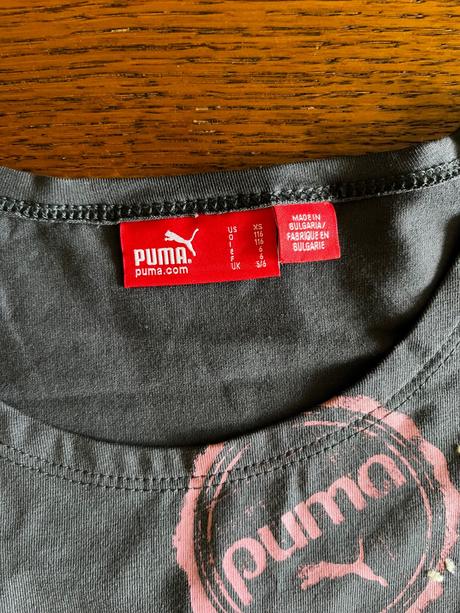 PUMA
puma.com
US XS
D 116
I 116
E 6
F 6
UK 5/6
MADE IN
BULGARIA/
FABRIQUE EN
BULGARIE
puma